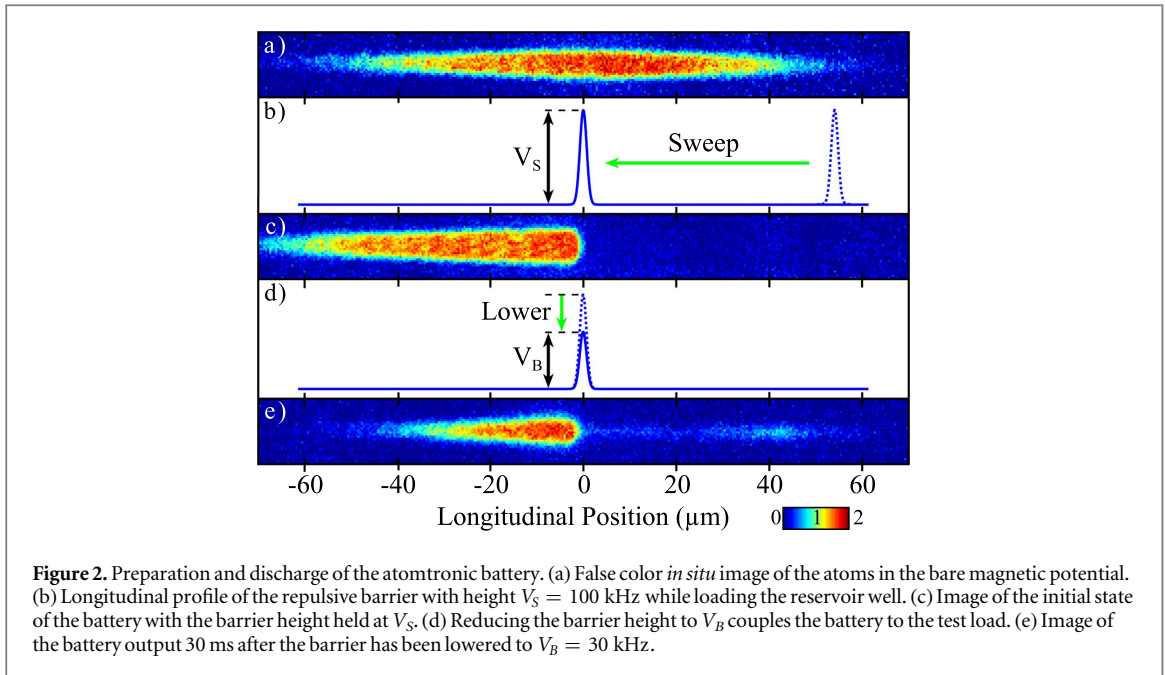 a)
b)
V_S
Sweep
c)
d)
Lower
V_B
e)
-60 -40 -20 0 20 40 60
Longitudinal Position (µm)
0 1 2
Figure 2. Preparation and discharge of the atomtronic battery. (a) False color in situ image of the atoms in the bare magnetic potential.
(b) Longitudinal profile of the repulsive barrier with height V_S = 100 kHz while loading the reservoir well. (c) Image of the initial state
of the battery with the barrier height held at V_S. (d) Reducing the barrier height to V_B couples the battery to the test load. (e) Image of
the battery output 30 ms after the barrier has been lowered to V_B = 30 kHz.